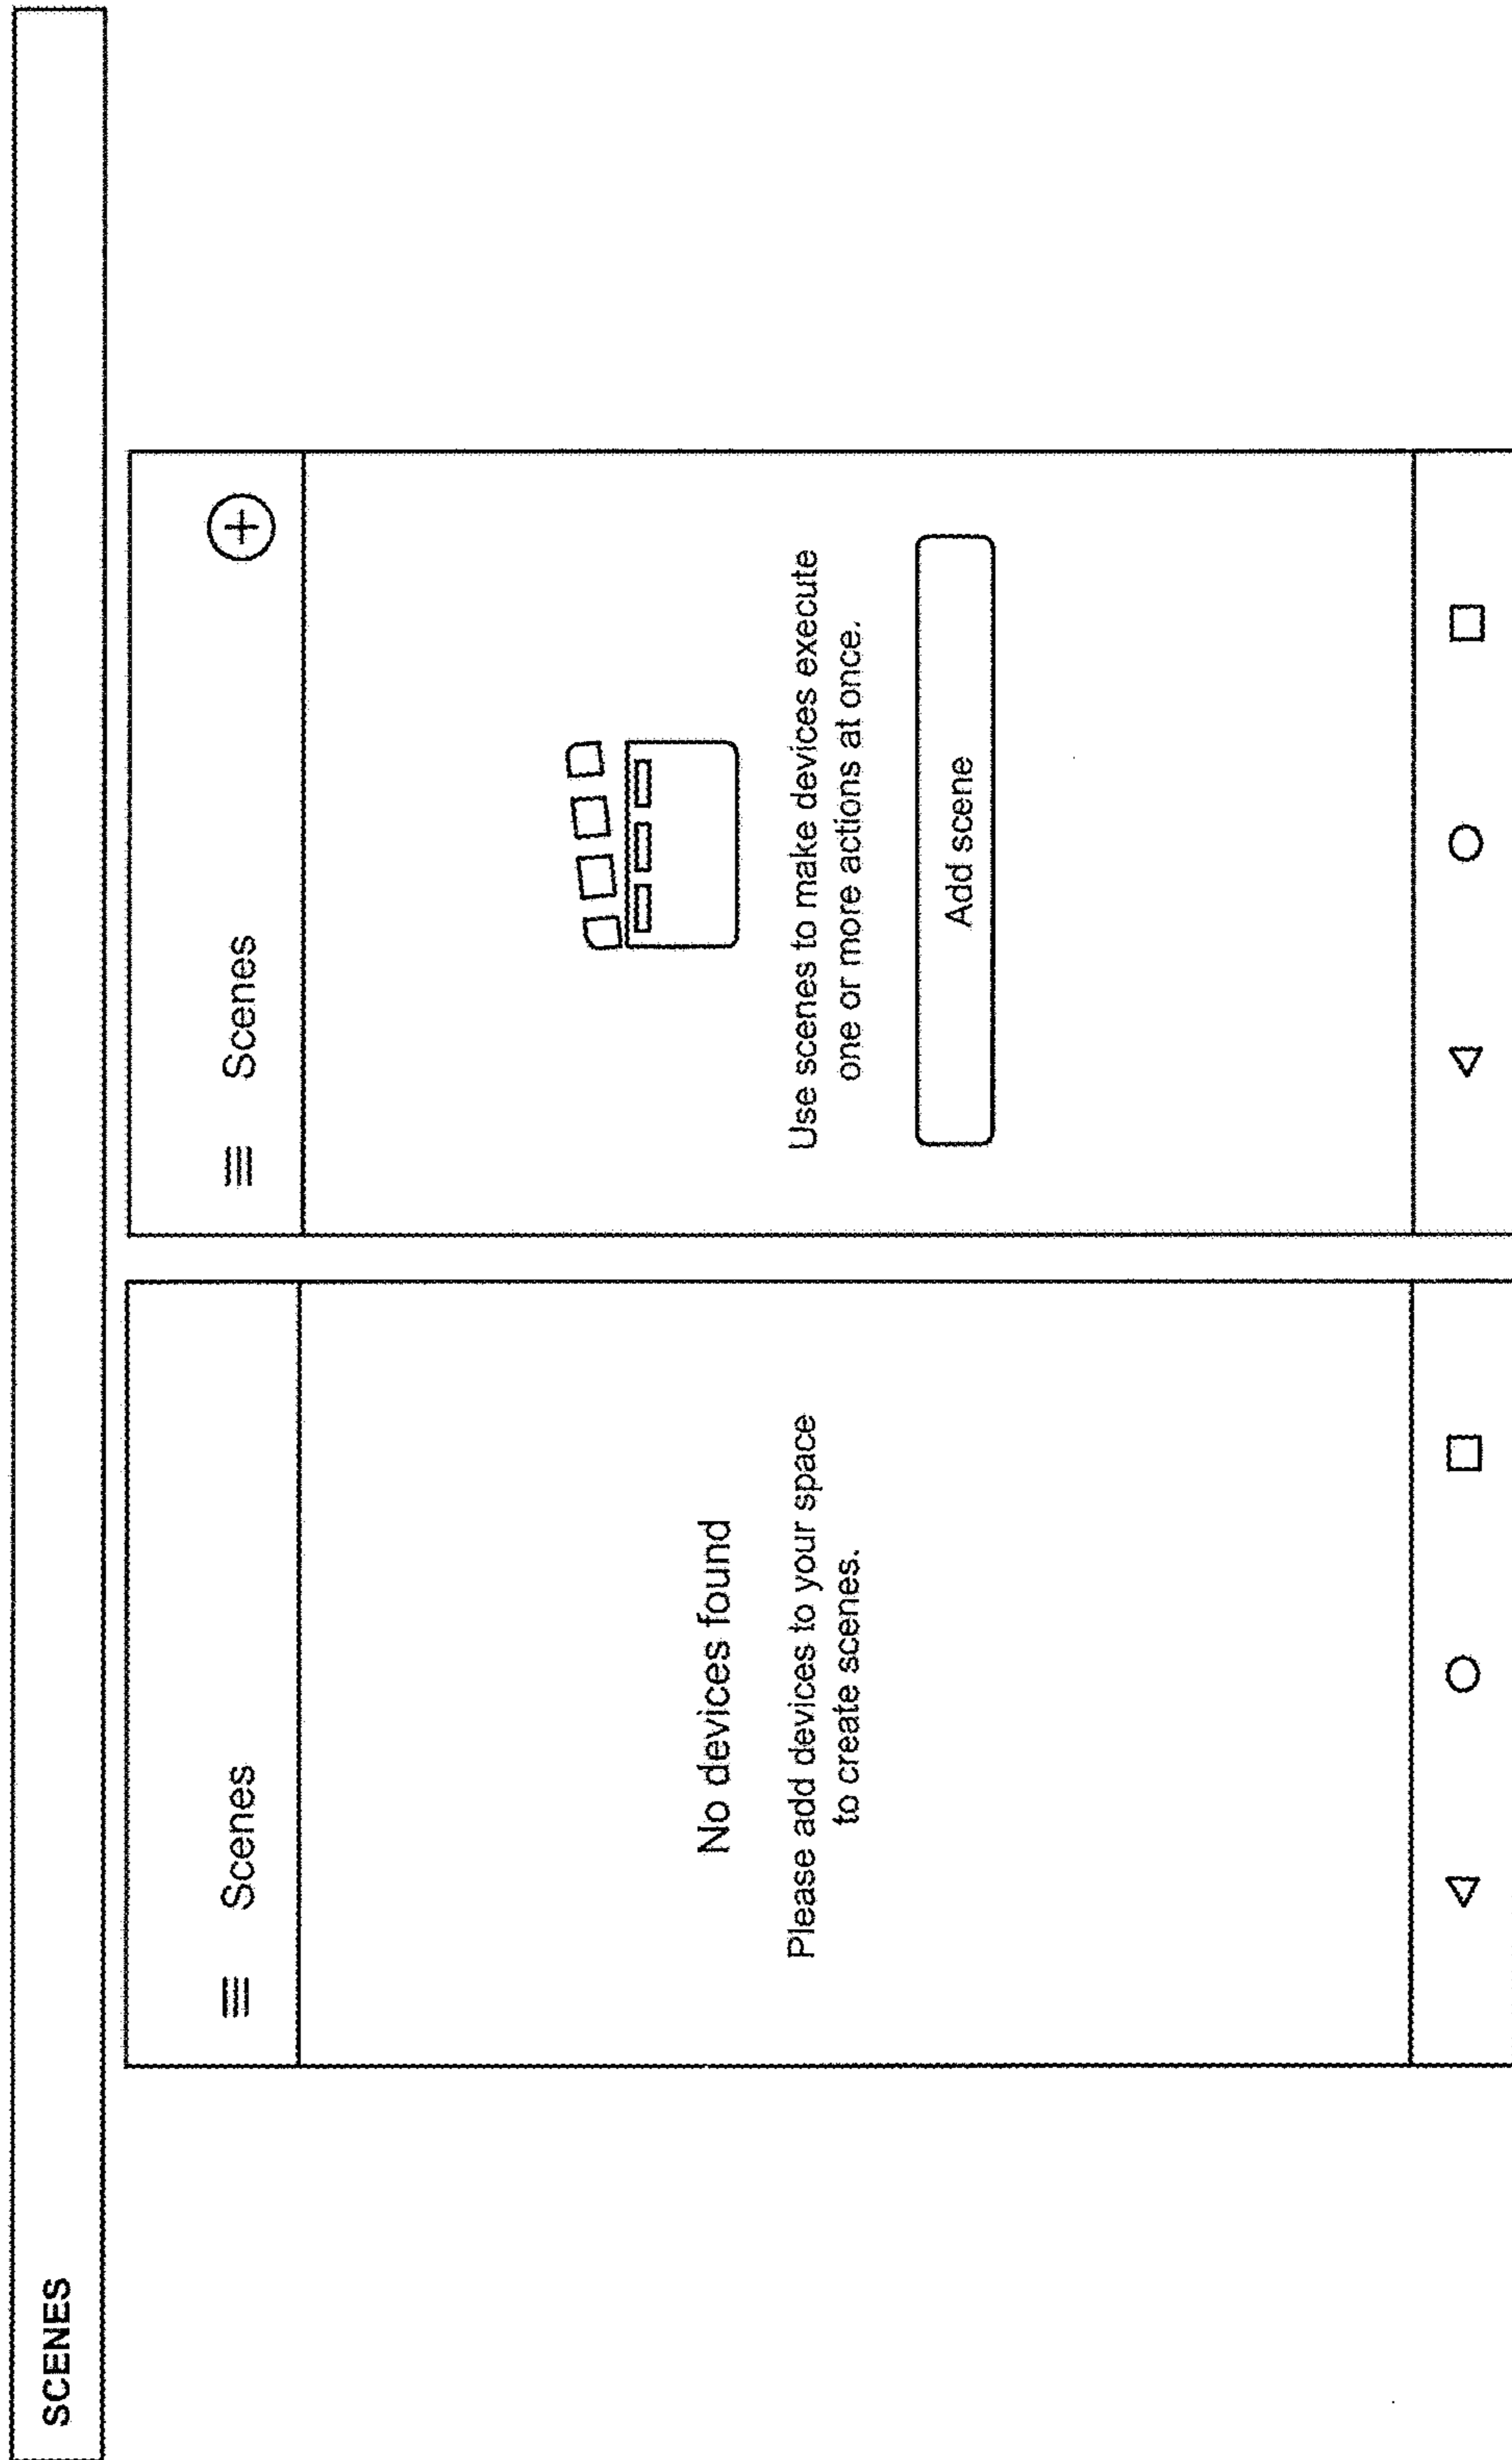 SCENES
Scenes
No devices found
Please add devices to your space
to create scenes.
Scenes
Use scenes to make devices execute
one or more actions at once.
Add scene